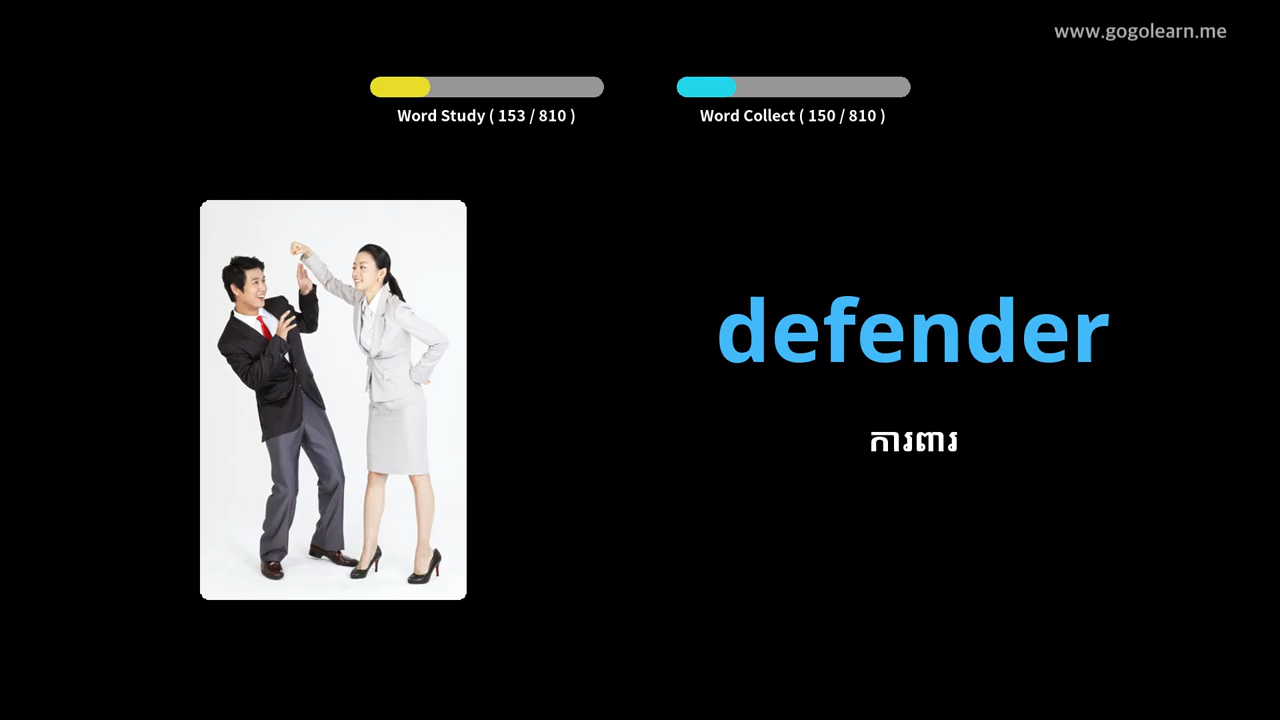 www.gogolearn.me
Word Study ( 153 / 810 )
Word Collect ( 150 / 810 )
defender
ការពារ